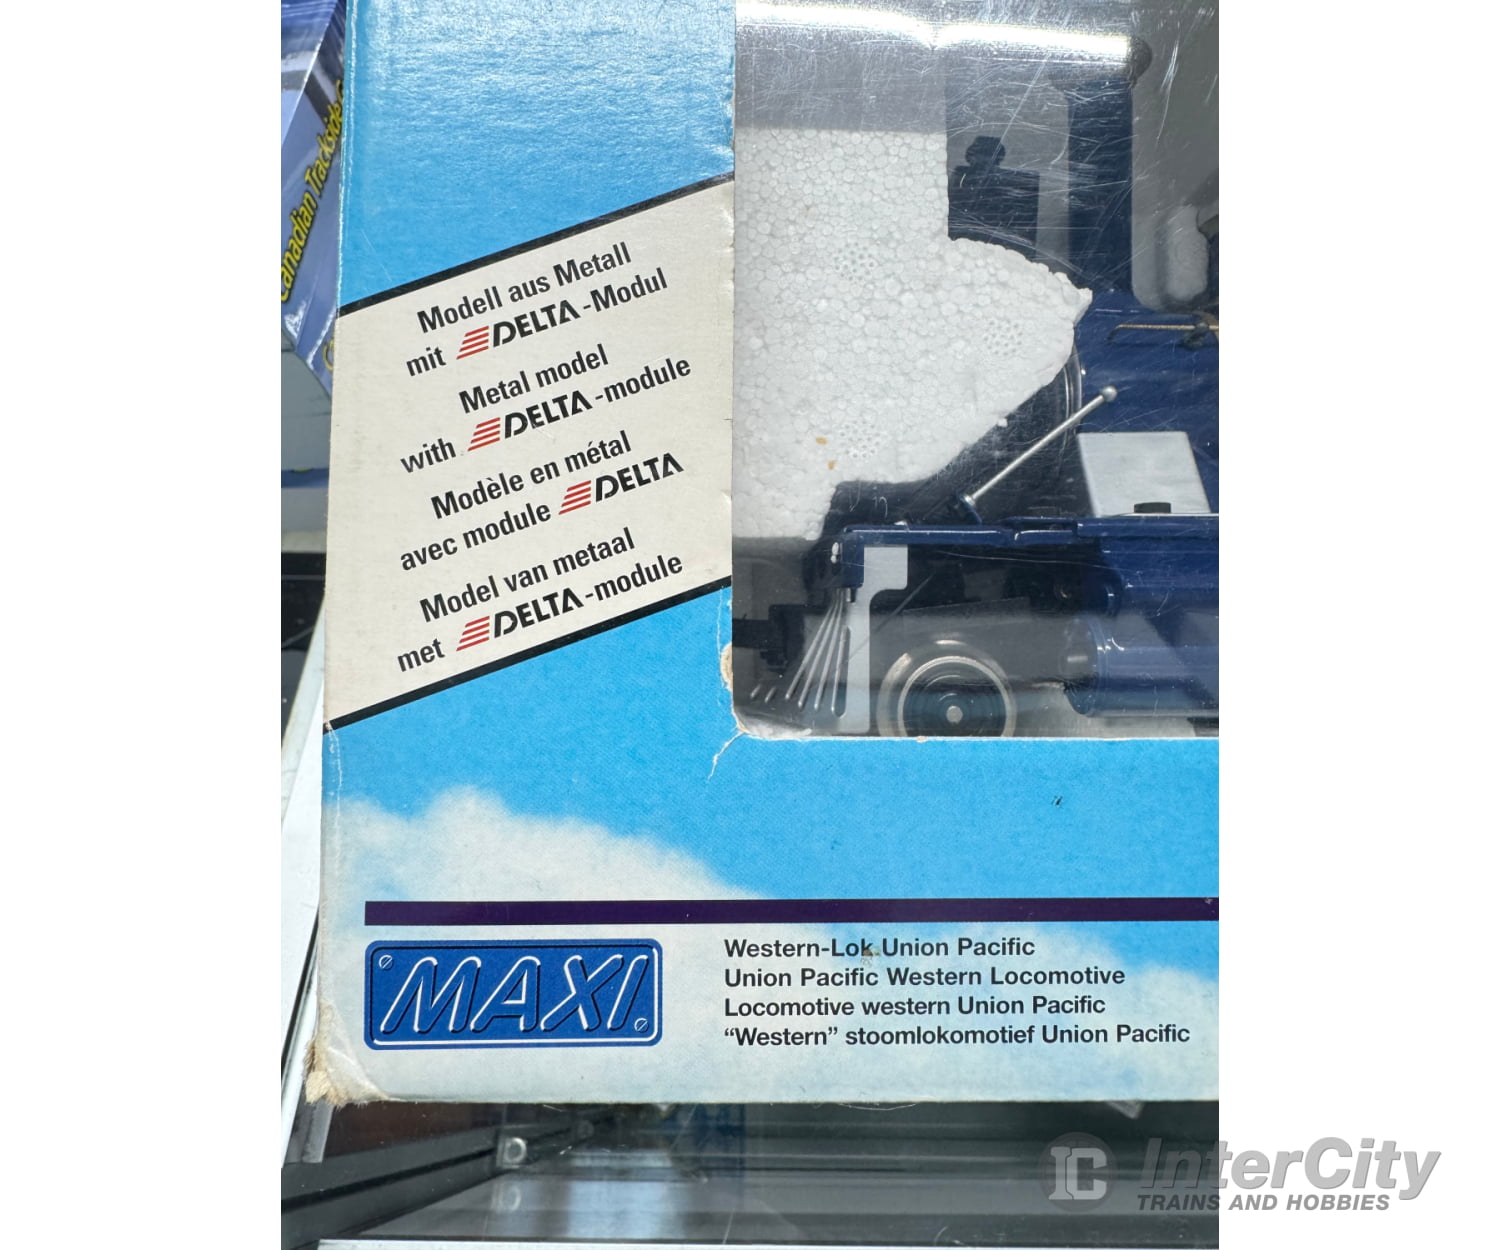 Canadian Trackside
Modell aus Metall
mit DELTA-Modul
Metal model
with DELTA-module
Modèle en métal
avec module DELTA
Model van metaal
met DELTA-module
MAXI
Western-Lok Union Pacific
Union Pacific Western Locomotive
Locomotive western Union Pacific
“Western” stoomlokomotief Union Pacific
IC InterCity
TRAINS AND HOBBIES